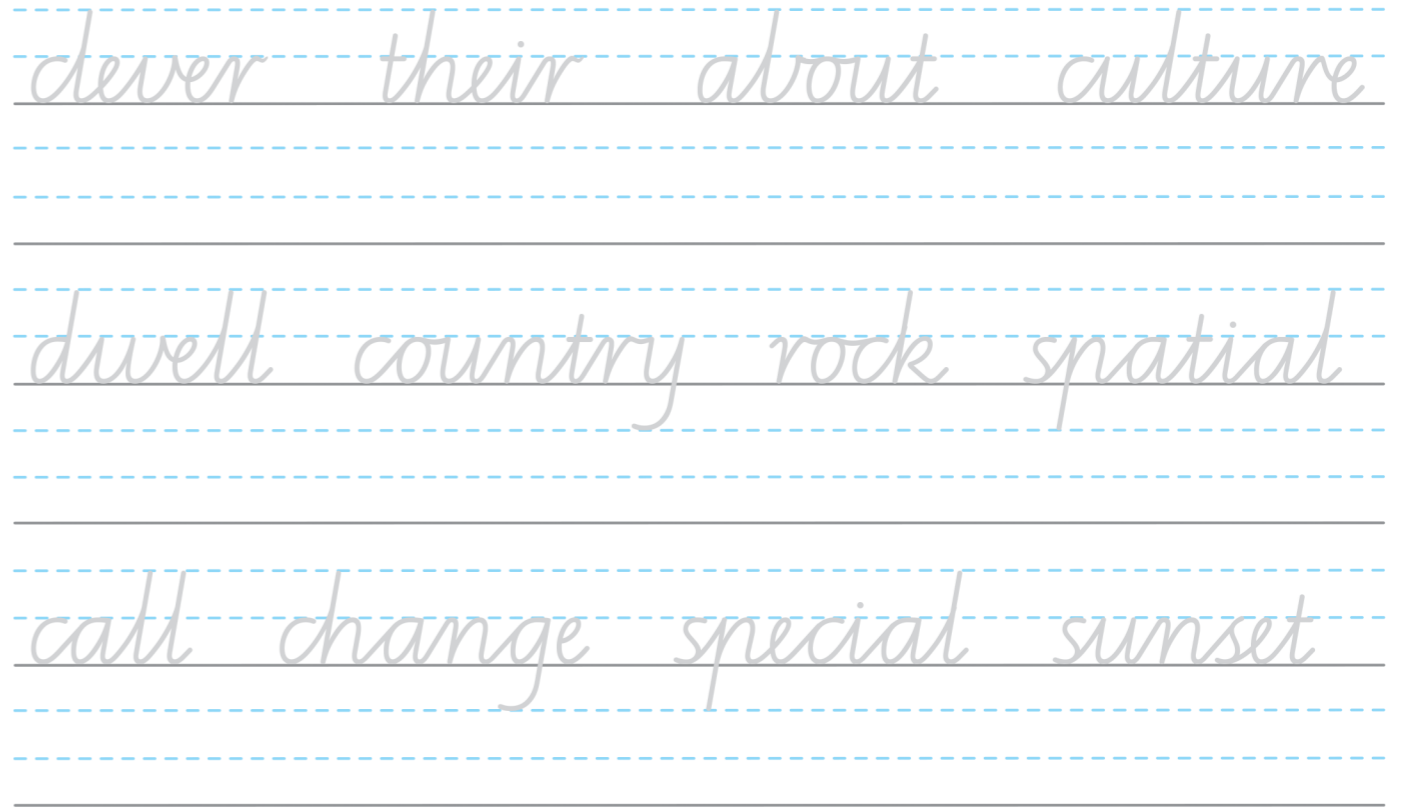 clever their about culture
dwell country rock spatial
call change special sunset